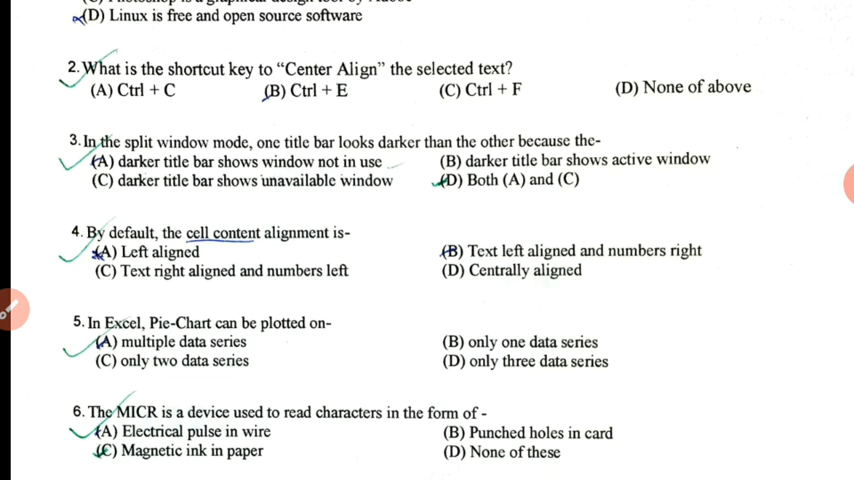 (D) Linux is free and open source software
2. What is the shortcut key to “Center Align” the selected text?
(A) Ctrl + C (B) Ctrl + E (C) Ctrl + F (D) None of above
3. In the split window mode, one title bar looks darker than the other because the-
(A) darker title bar shows window not in use (B) darker title bar shows active window
(C) darker title bar shows unavailable window (D) Both (A) and (C)
4. By default, the cell content alignment is-
(A) Left aligned (B) Text left aligned and numbers right
(C) Text right aligned and numbers left (D) Centrally aligned
5. In Excel, Pie-Chart can be plotted on-
(A) multiple data series (B) only one data series
(C) only two data series (D) only three data series
6. The MICR is a device used to read characters in the form of -
(A) Electrical pulse in wire (B) Punched holes in card
(C) Magnetic ink in paper (D) None of these